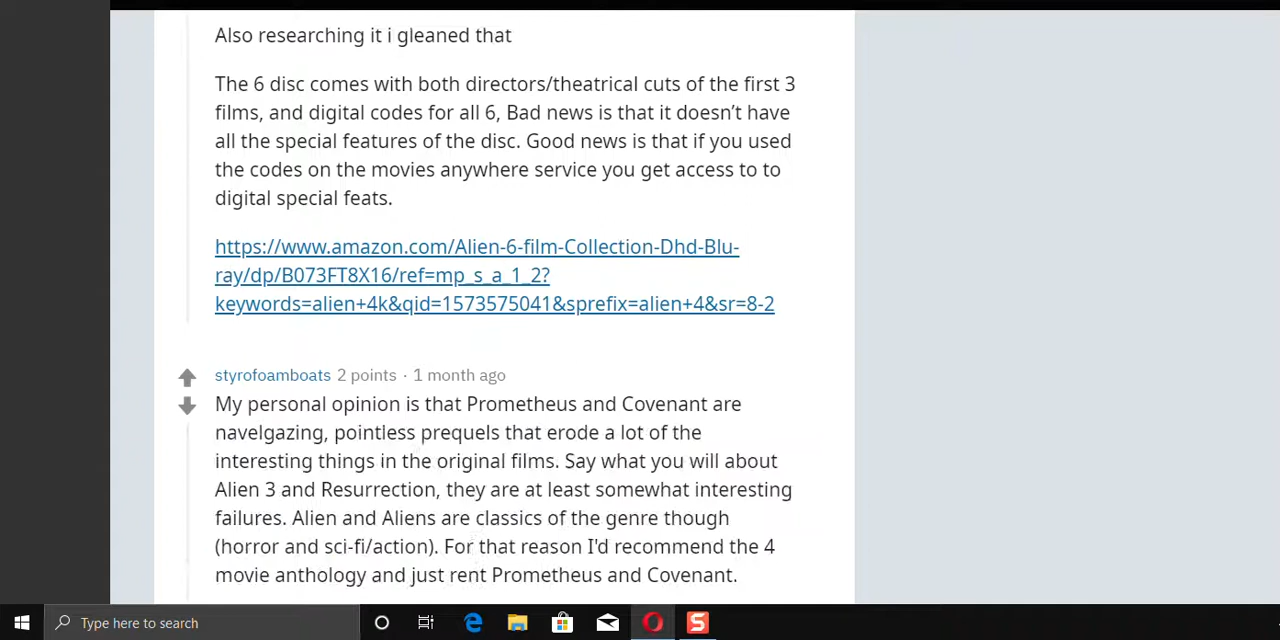 Also researching it i gleaned that
The 6 disc comes with both directors/theatrical cuts of the first 3
films, and digital codes for all 6, Bad news is that it doesn’t have
all the special features of the disc. Good news is that if you used
the codes on the movies anywhere service you get access to to
digital special feats.
https://www.amazon.com/Alien-6-film-Collection-Dhd-Blu-
ray/dp/B073FT8X16/ref=mp_s_a_1_2?
keywords=alien+4k&qid=1573575041&sprefix=alien+4&sr=8-2
styrofoamboats 2 points · 1 month ago
My personal opinion is that Prometheus and Covenant are
navelgazing, pointless prequels that erode a lot of the
interesting things in the original films. Say what you will about
Alien 3 and Resurrection, they are at least somewhat interesting
failures. Alien and Aliens are classics of the genre though
(horror and sci-fi/action). For that reason I'd recommend the 4
movie anthology and just rent Prometheus and Covenant.
Type here to search